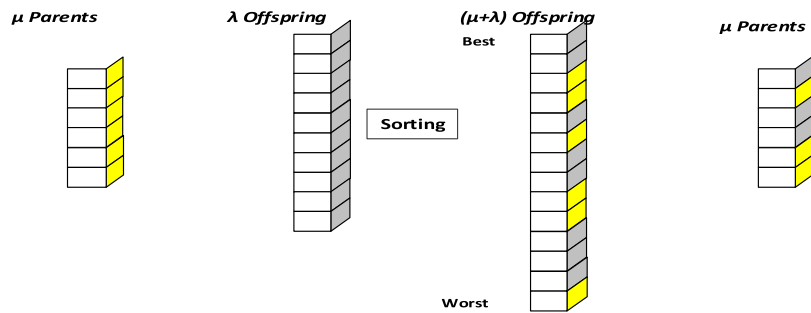 μ Parents
λ Offspring
(μ+λ) Offspring
μ Parents
Best
Sorting
Worst